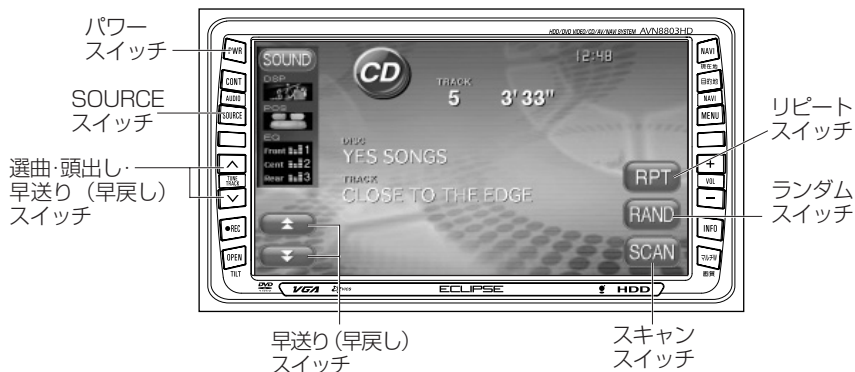 パワー
スイッチ
SOURCE
スイッチ
選曲・頭出し・
早送り（早戻し）
スイッチ
HDD/DVD VIDEO/CD/AV/NAVI SYSTEM AVN8803HD
PWR
CONT
AUDIO
SOURCE
TUNE
TRACK
●REC
OPEN
TILT
SOUND
DSP
POS
EQ
Front 1
Cent 2
Rear 3
CD
12:48
TRACK
5 3'33"
DISC
YES SONGS
TRACK
CLOSE TO THE EDGE
RPT
RAND
SCAN
NAVI
現在地
目的地
NAVI
MENU
+
VOL
−
INFO
マルチW
画質
DVD
VGA
ECLIPSE
HDD
リピート
スイッチ
ランダム
スイッチ
早送り（早戻し）
スイッチ
スキャン
スイッチ